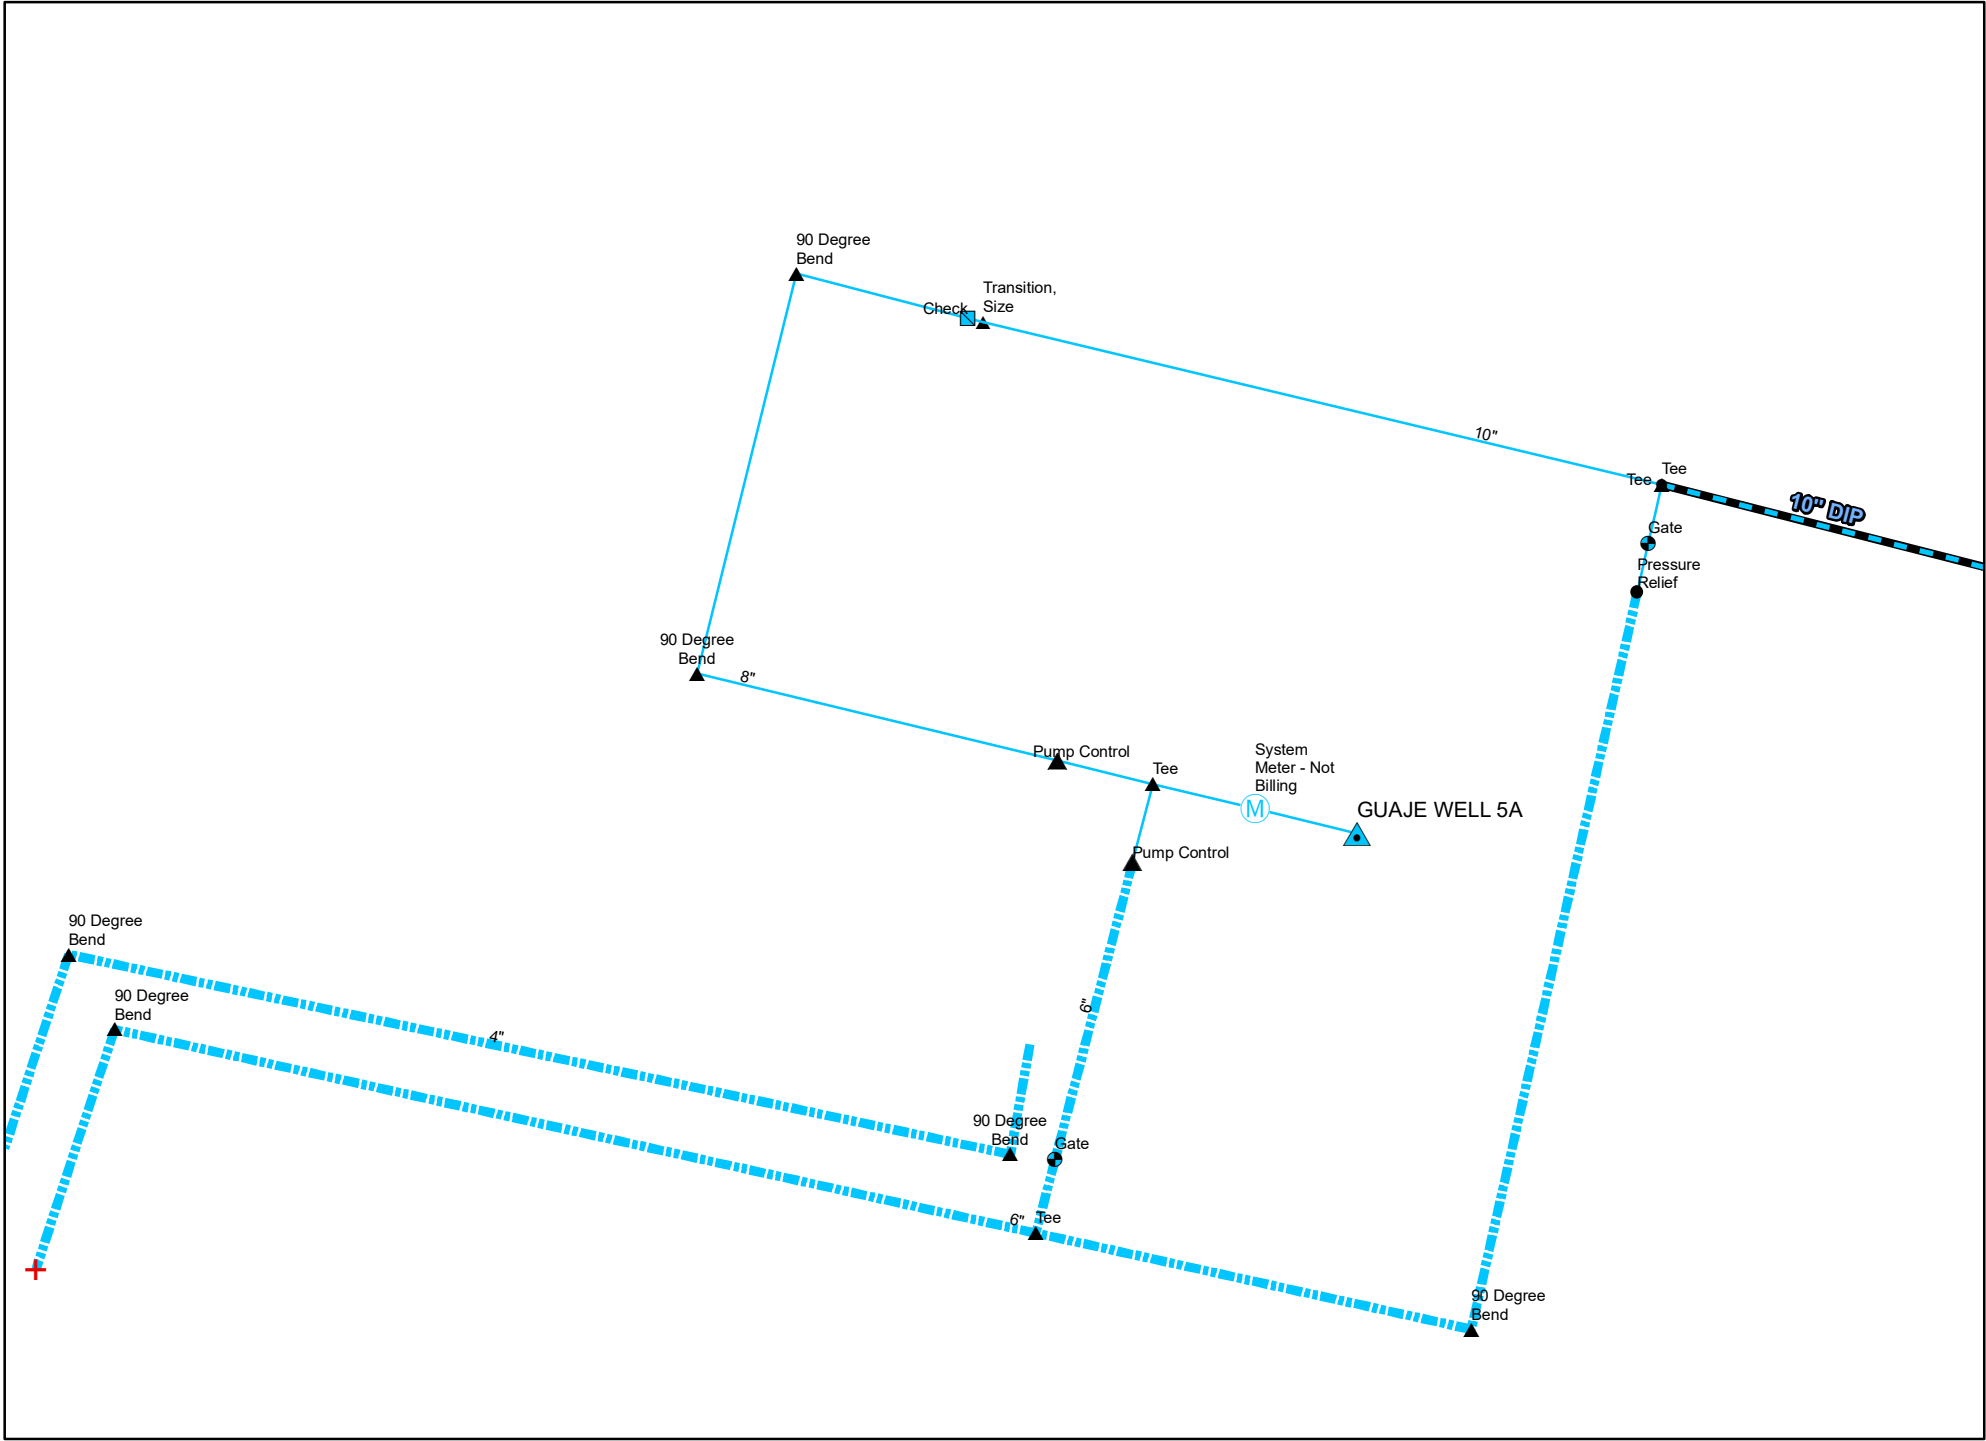 90 Degree
Bend
Transition,
Size
Check
10"
Tee
Tee
10" DIP
Gate
Pressure
Relief
90 Degree
Bend
8"
Pump Control
Tee
System
Meter - Not
Billing
M
GUAJE WELL 5A
Pump Control
90 Degree
Bend
90 Degree
Bend
4"
6"
90 Degree
Bend
Gate
6"
Tee
90 Degree
Bend